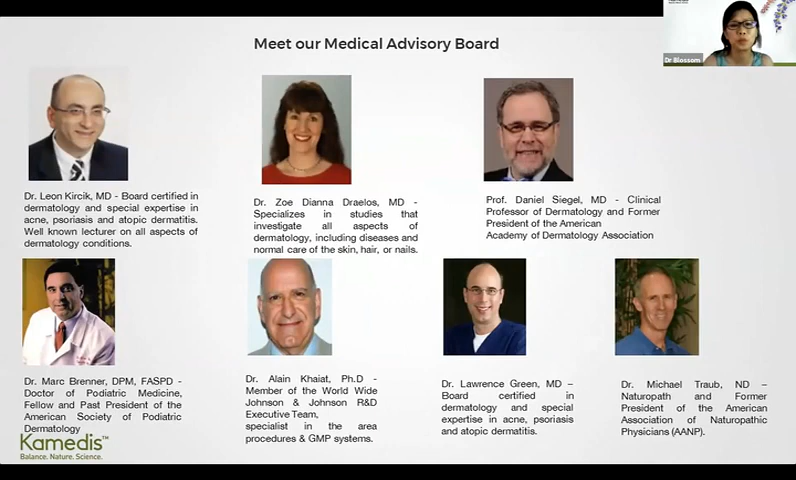 Meet our Medical Advisory Board
Dr Blossom
Dr. Leon Kircik, MD - Board certified in
dermatology and special expertise in
acne, psoriasis and atopic dermatitis.
Well known lecturer on all aspects of
dermatology conditions.
Dr. Zoe Dianna Draelos, MD -
Specializes in studies that
investigate all aspects of
dermatology, including diseases and
normal care of the skin, hair, or nails.
Prof. Daniel Siegel, MD - Clinical
Professor of Dermatology and Former
President of the American
Academy of Dermatology Association
Dr. Marc Brenner, DPM, FASPD -
Doctor of Podiatric Medicine,
Fellow and Past President of the
American Society of Podiatric
Dermatology
Dr. Alain Khaiat, Ph.D -
Member of the World Wide
Johnson & Johnson R&D
Executive Team,
specialist in the area
procedures & GMP systems.
Dr. Lawrence Green, MD –
Board certified in
dermatology and special
expertise in acne, psoriasis
and atopic dermatitis.
Dr. Michael Traub, ND –
Naturopath and Former
President of the American
Association of Naturopathic
Physicians (AANP).
Kamedis™
Balance. Nature. Science.